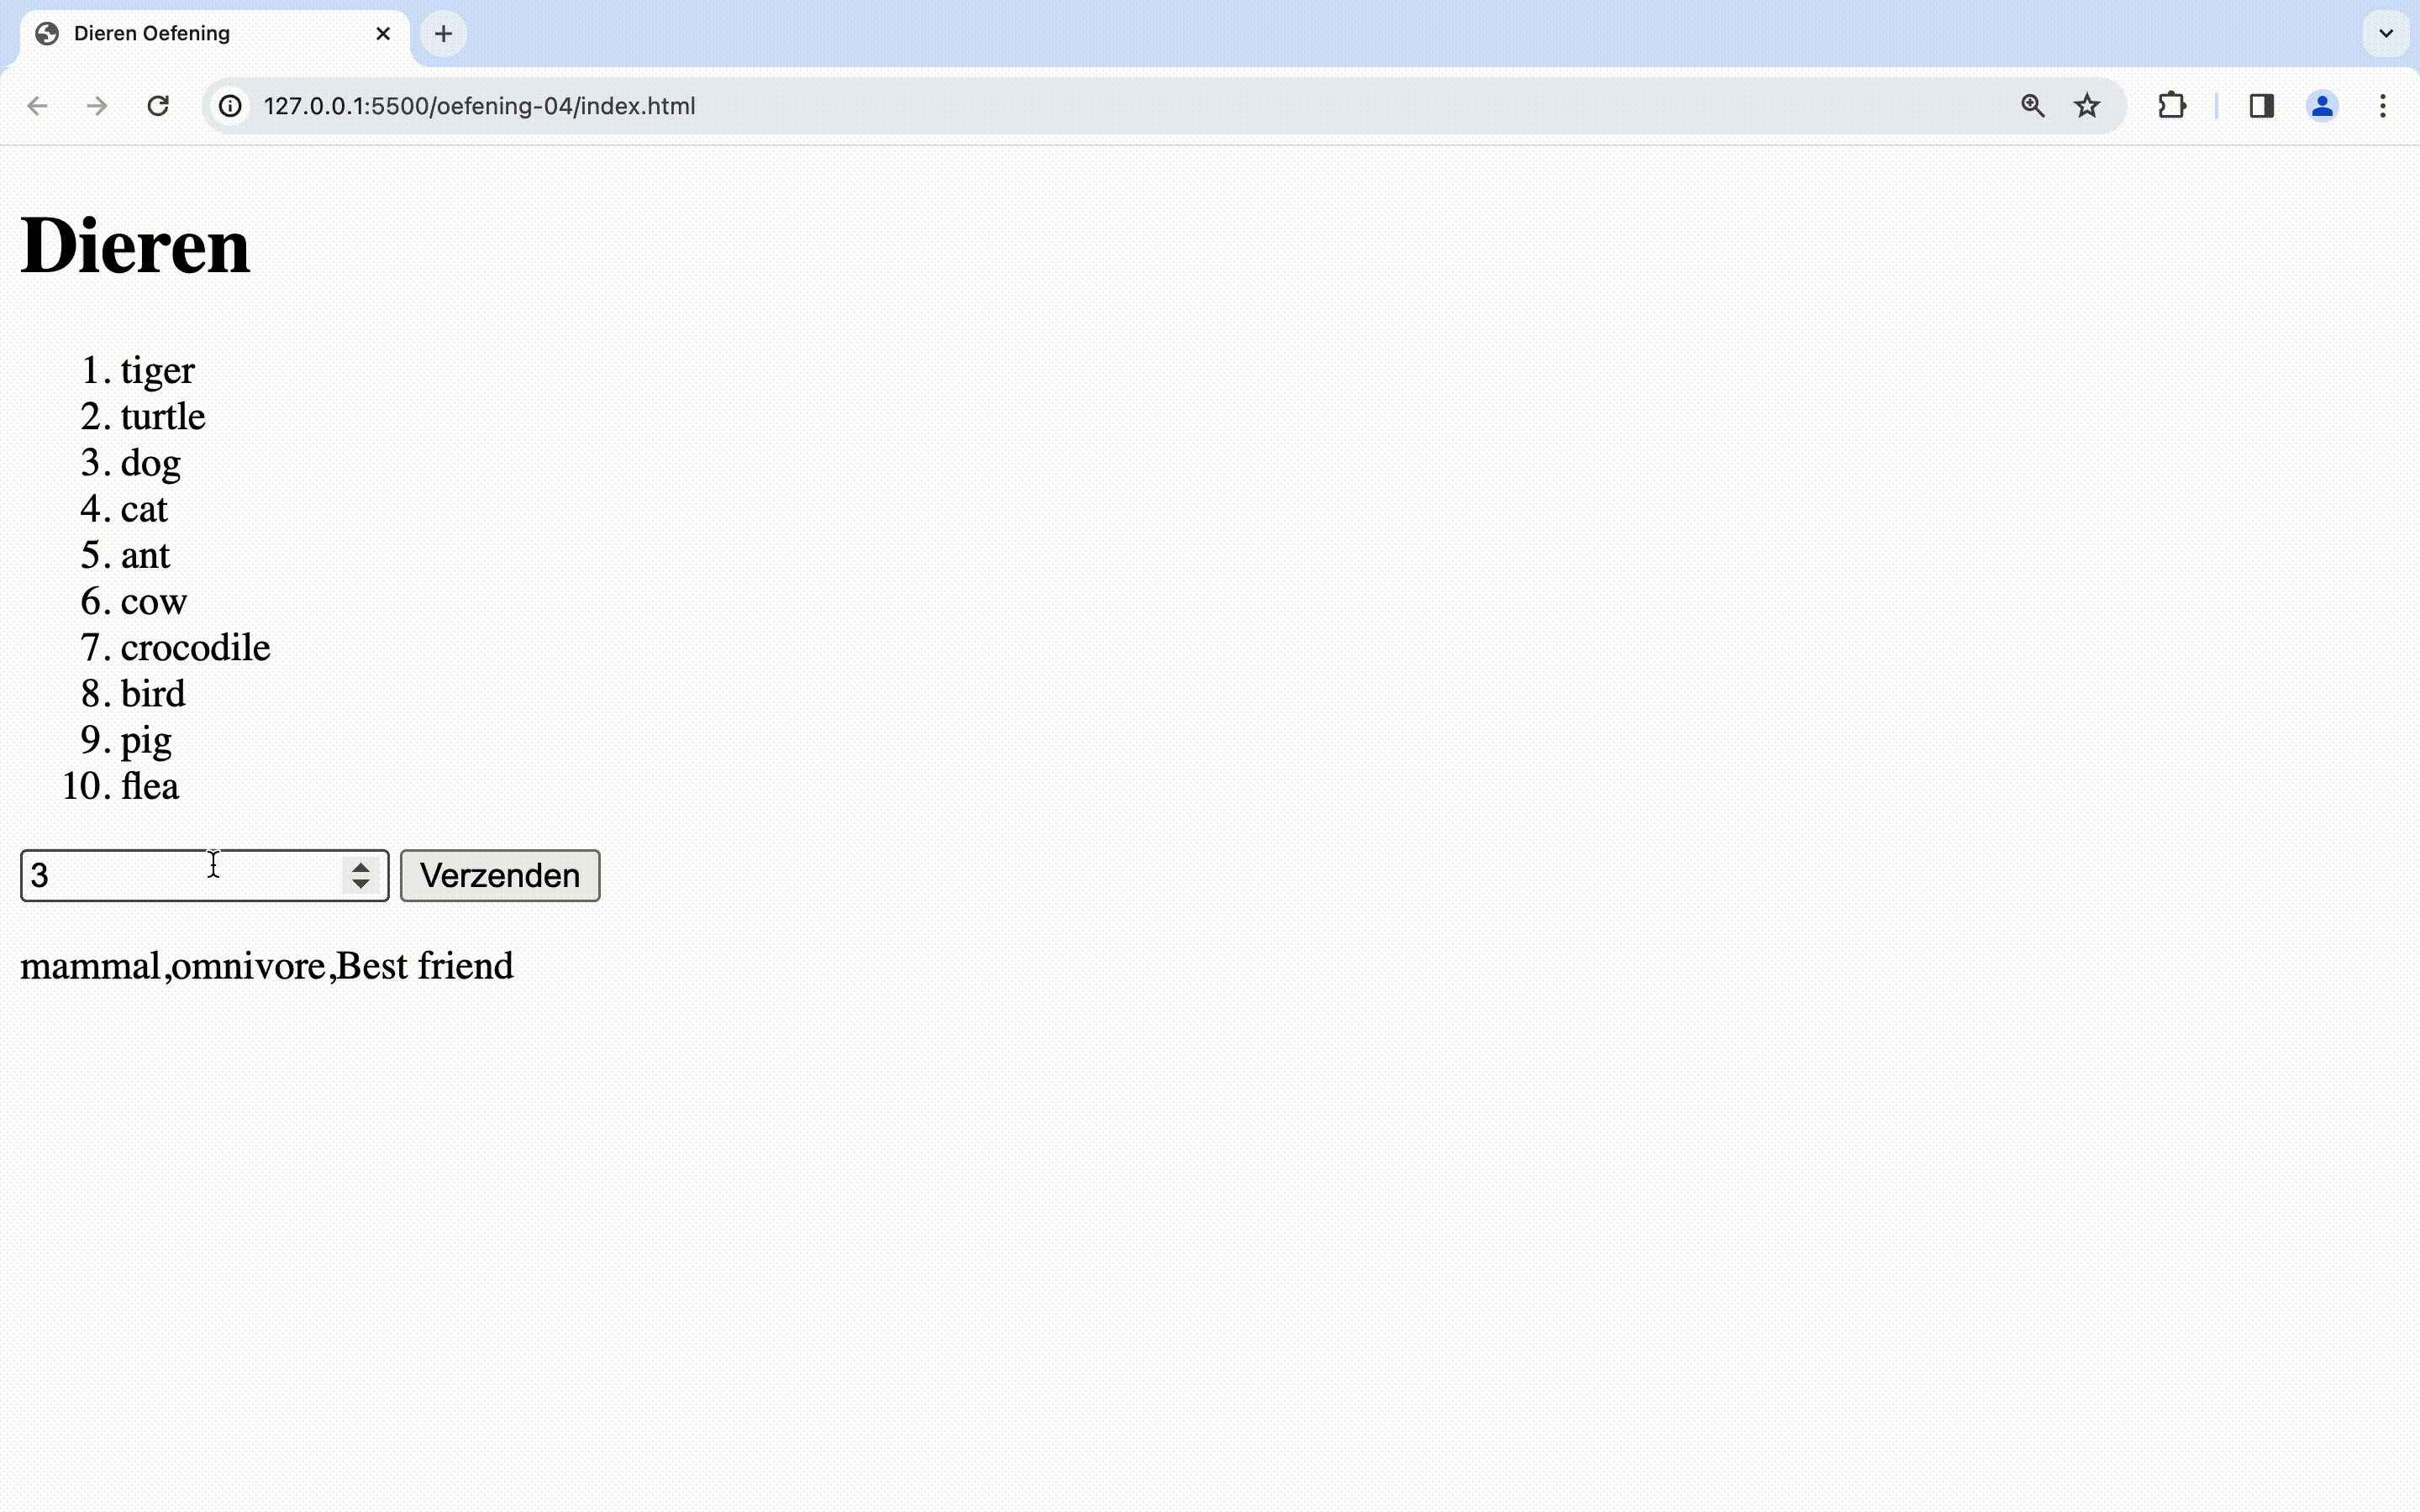 Dieren Oefening
127.0.0.1:5500/oefening-04/index.html
Dieren
1. tiger
2. turtle
3. dog
4. cat
5. ant
6. cow
7. crocodile
8. bird
9. pig
10. flea
3 Verzenden
mammal,omnivore,Best friend